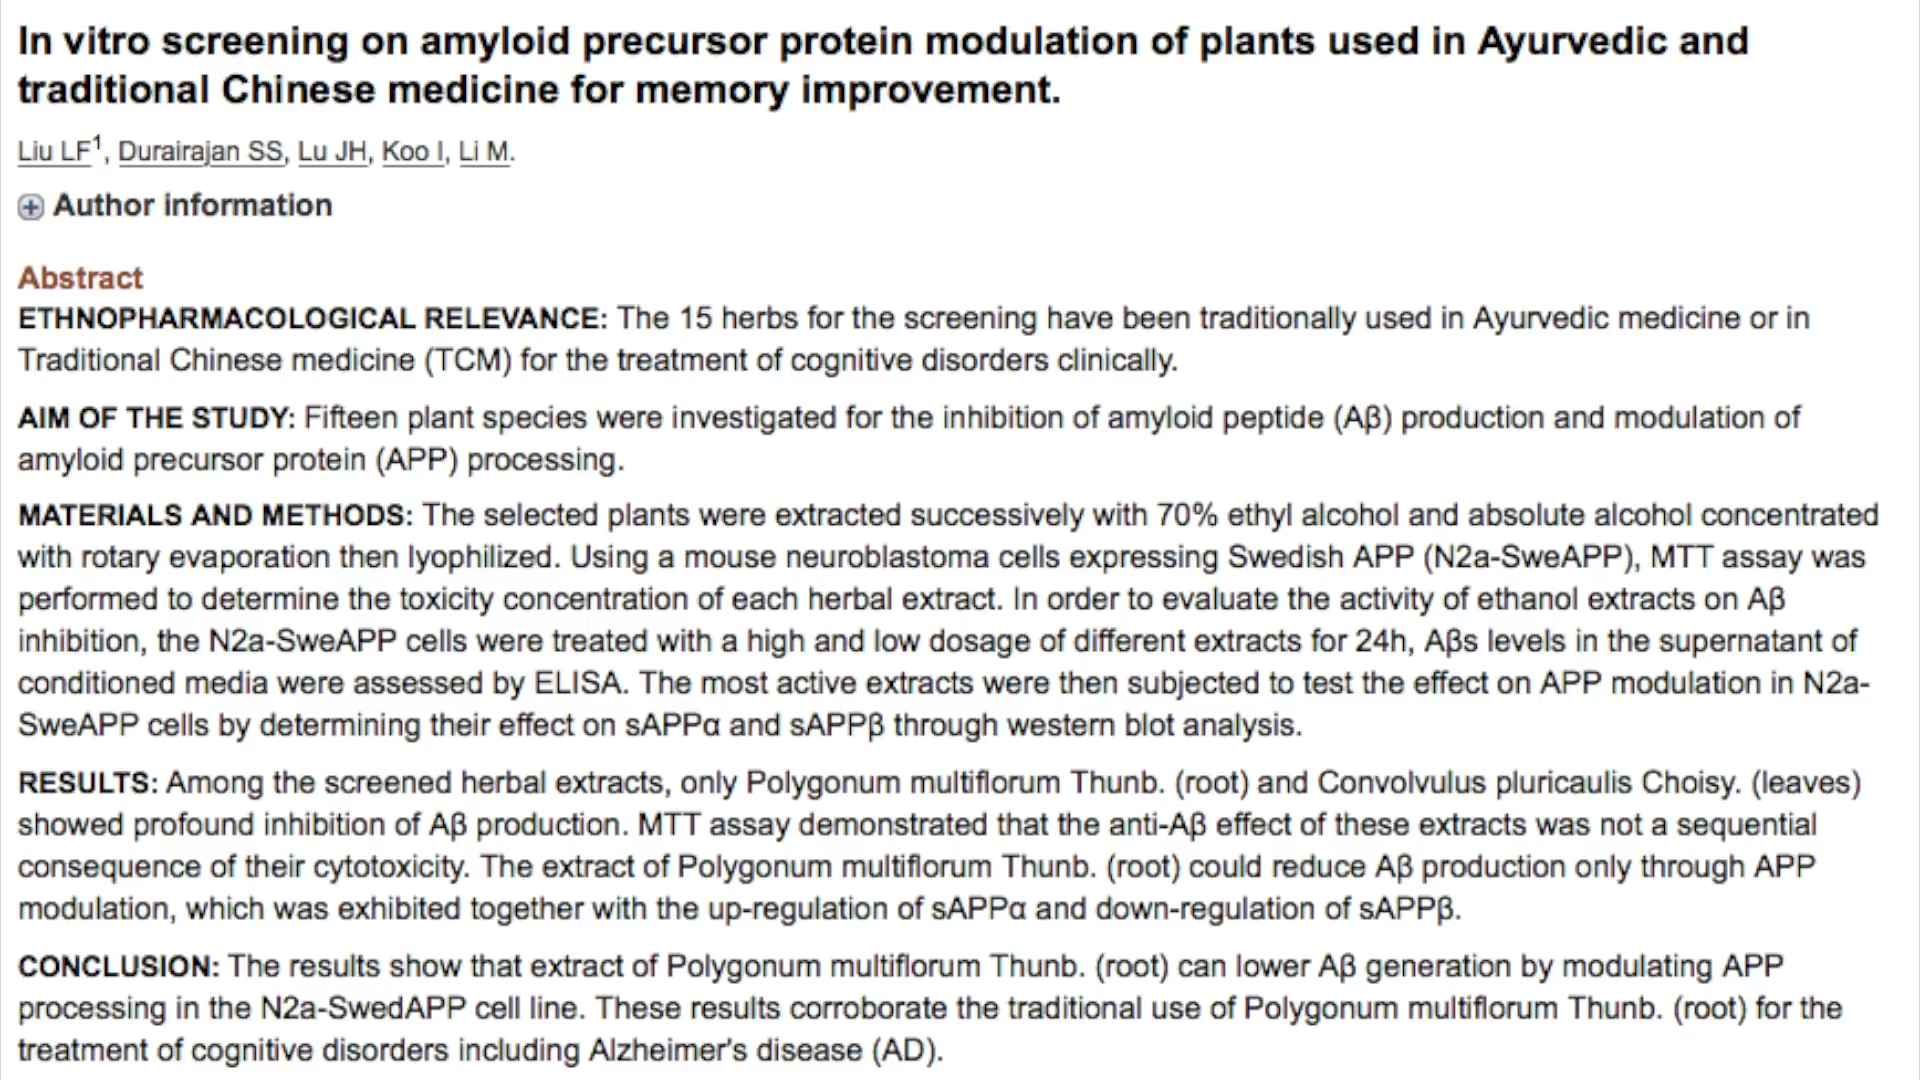 In vitro screening on amyloid precursor protein modulation of plants used in Ayurvedic and
traditional Chinese medicine for memory improvement.
Liu LF1, Durairajan SS, Lu JH, Koo I, Li M.
Author information
Abstract
ETHNOPHARMACOLOGICAL RELEVANCE: The 15 herbs for the screening have been traditionally used in Ayurvedic medicine or in
Traditional Chinese medicine (TCM) for the treatment of cognitive disorders clinically.
AIM OF THE STUDY: Fifteen plant species were investigated for the inhibition of amyloid peptide (Aβ) production and modulation of
amyloid precursor protein (APP) processing.
MATERIALS AND METHODS: The selected plants were extracted successively with 70% ethyl alcohol and absolute alcohol concentrated
with rotary evaporation then lyophilized. Using a mouse neuroblastoma cells expressing Swedish APP (N2a-SweAPP), MTT assay was
performed to determine the toxicity concentration of each herbal extract. In order to evaluate the activity of ethanol extracts on Aβ
inhibition, the N2a-SweAPP cells were treated with a high and low dosage of different extracts for 24h, Aβs levels in the supernatant of
conditioned media were assessed by ELISA. The most active extracts were then subjected to test the effect on APP modulation in N2a-
SweAPP cells by determining their effect on sAPPα and sAPPβ through western blot analysis.
RESULTS: Among the screened herbal extracts, only Polygonum multiflorum Thunb. (root) and Convolvulus pluricaulis Choisy. (leaves)
showed profound inhibition of Aβ production. MTT assay demonstrated that the anti-Aβ effect of these extracts was not a sequential
consequence of their cytotoxicity. The extract of Polygonum multiflorum Thunb. (root) could reduce Aβ production only through APP
modulation, which was exhibited together with the up-regulation of sAPPα and down-regulation of sAPPβ.
CONCLUSION: The results show that extract of Polygonum multiflorum Thunb. (root) can lower Aβ generation by modulating APP
processing in the N2a-SwedAPP cell line. These results corroborate the traditional use of Polygonum multiflorum Thunb. (root) for the
treatment of cognitive disorders including Alzheimer's disease (AD).